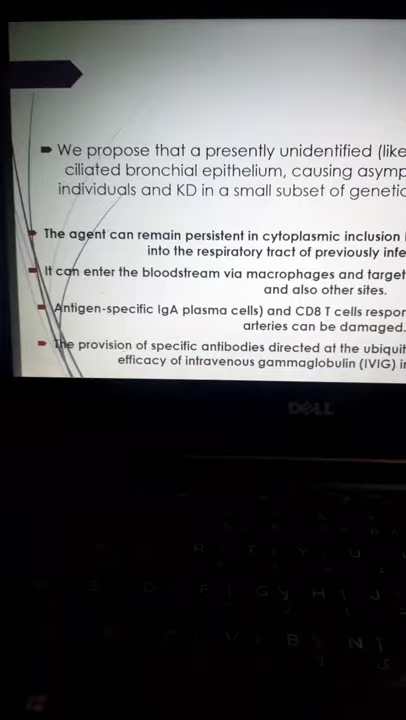 We propose that a presently unidentified (like
ciliated bronchial epithelium, causing asymp
individuals and KD in a small subset of genetic
The agent can remain persistent in cytoplasmic inclusion
into the respiratory tract of previously infe
It can enter the bloodstream via macrophages and target
and also other sites.
Antigen-specific IgA plasma cells) and CD8 T cells respon
arteries can be damaged.
The provision of specific antibodies directed at the ubiquit
efficacy of intravenous gammaglobulin (IVIG) i
DELL
R T Y U
D F G H J
V B N